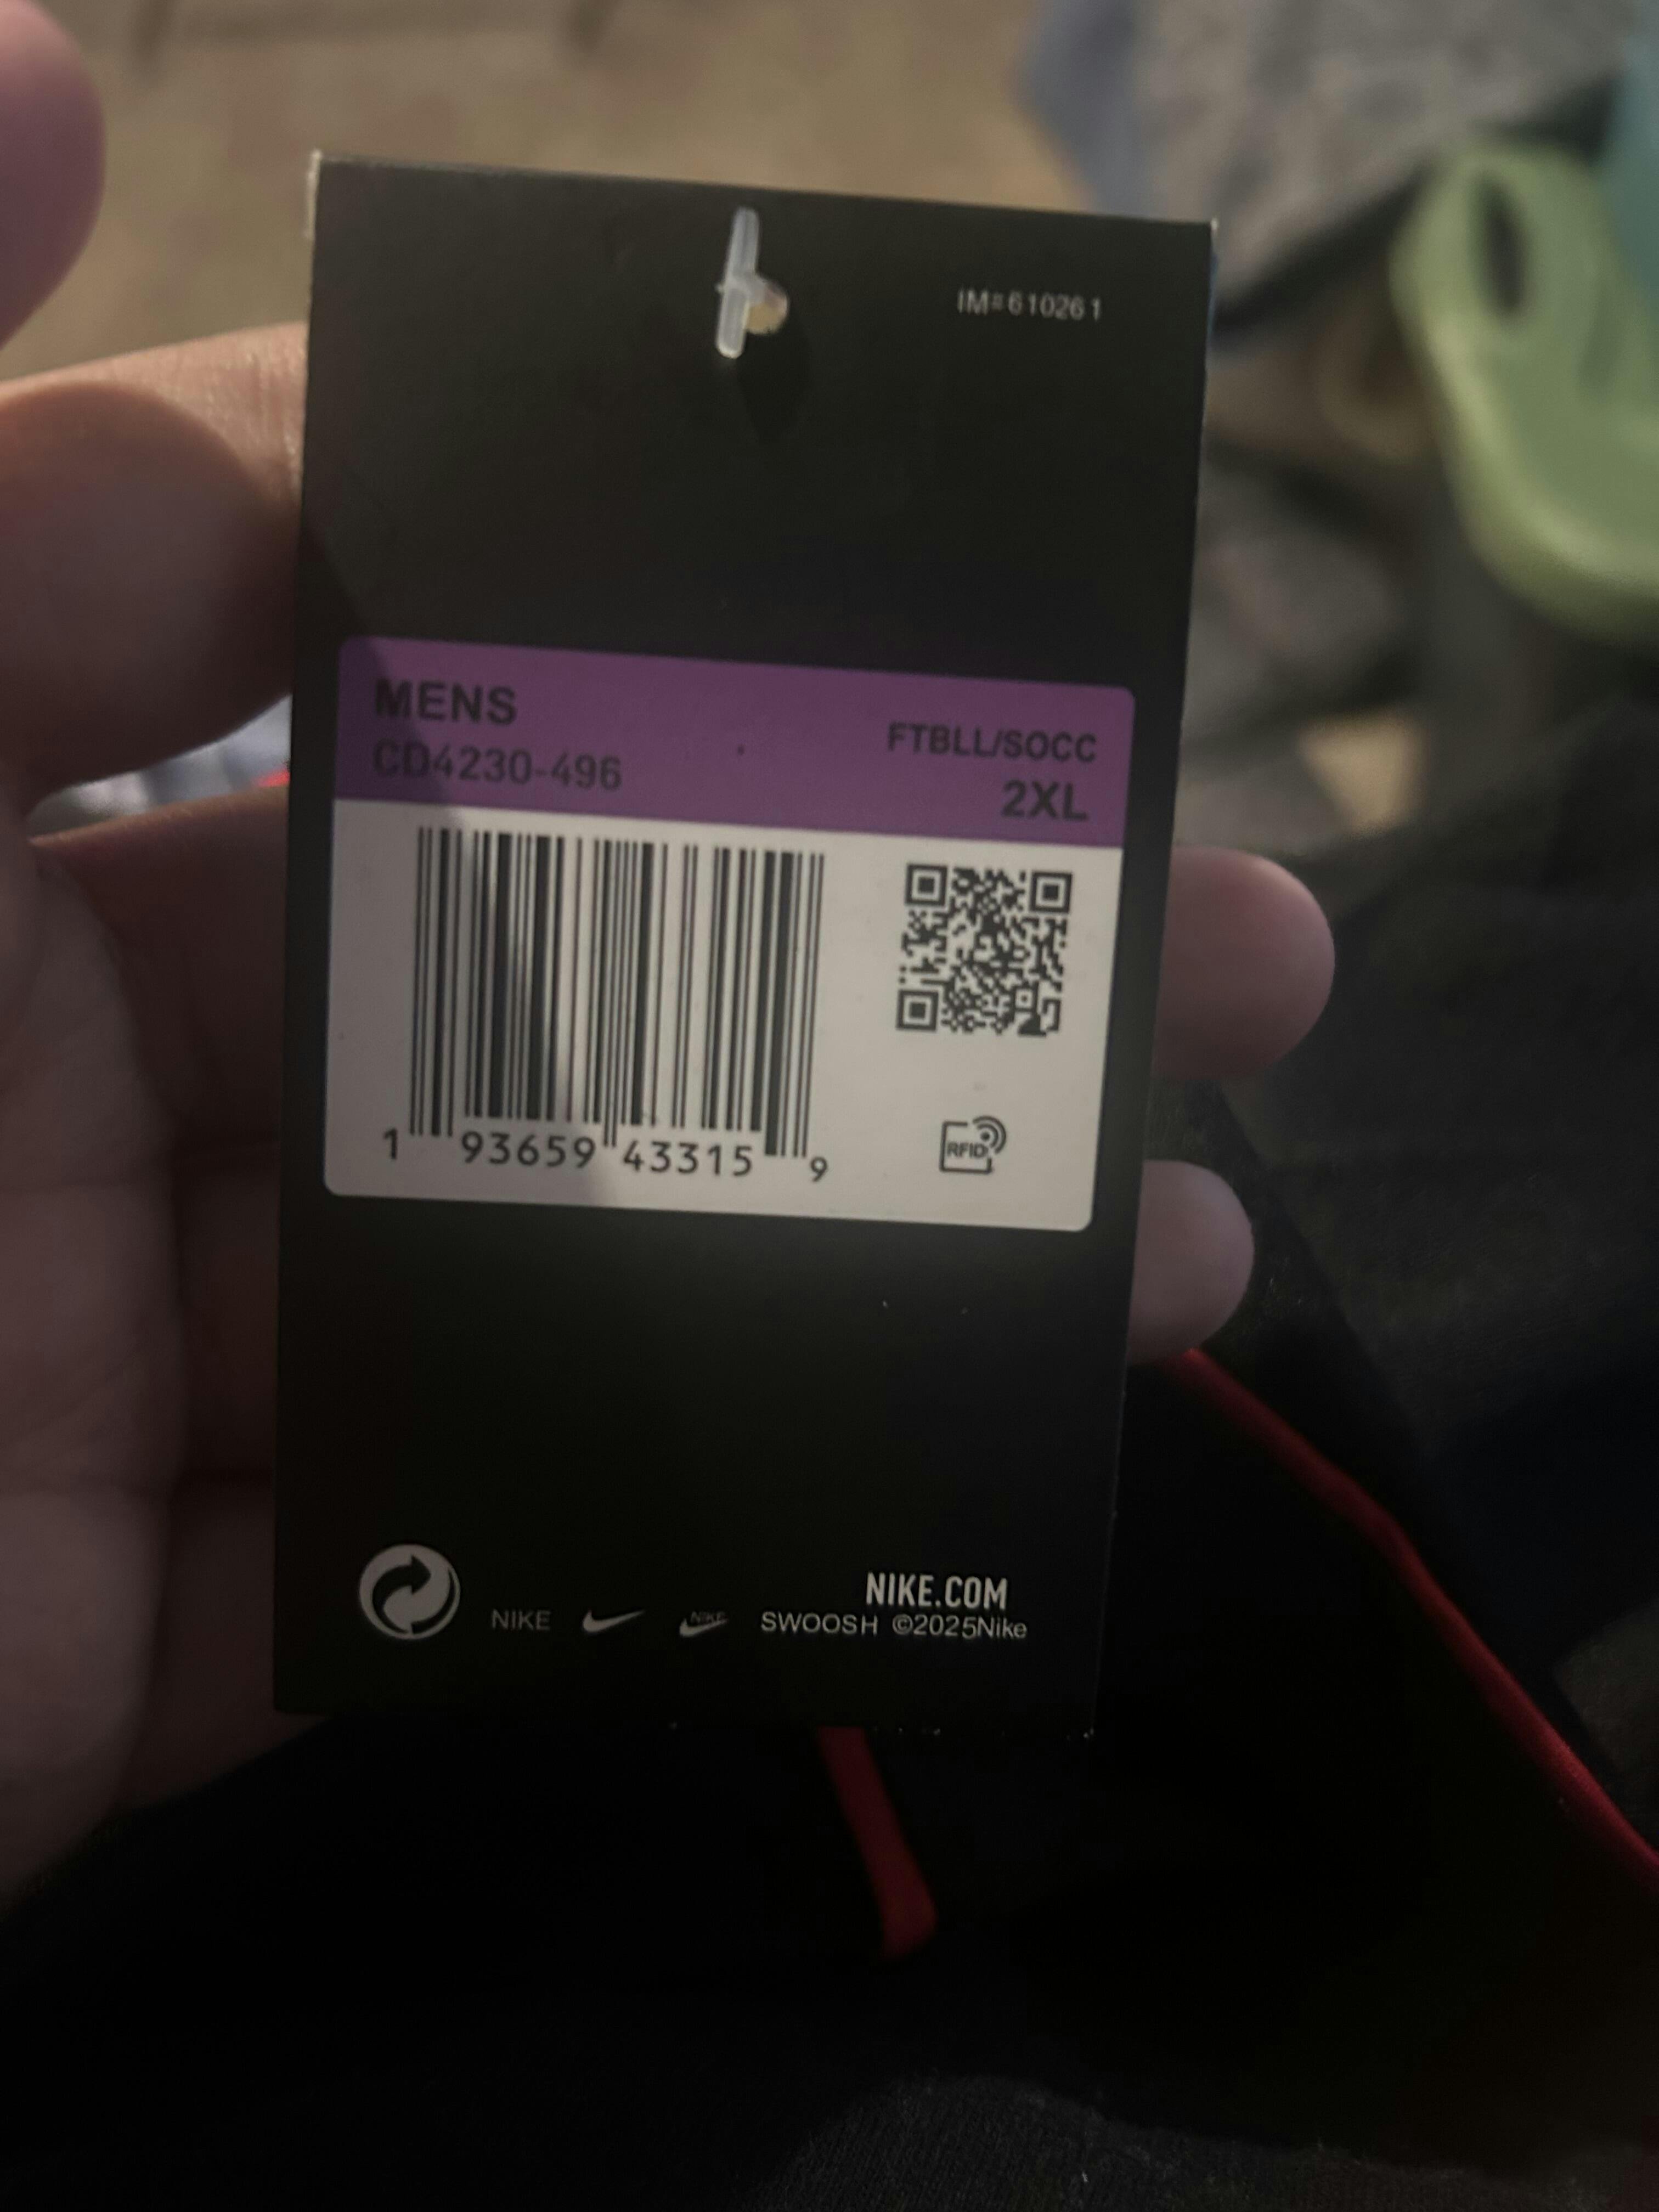 IM#610261
MENS
CD4230-496
FTBLL/SOCC
2XL
1 93659 43315 9
RFID
NIKE.COM
NIKE NIKE SWOOSH ©2025Nike